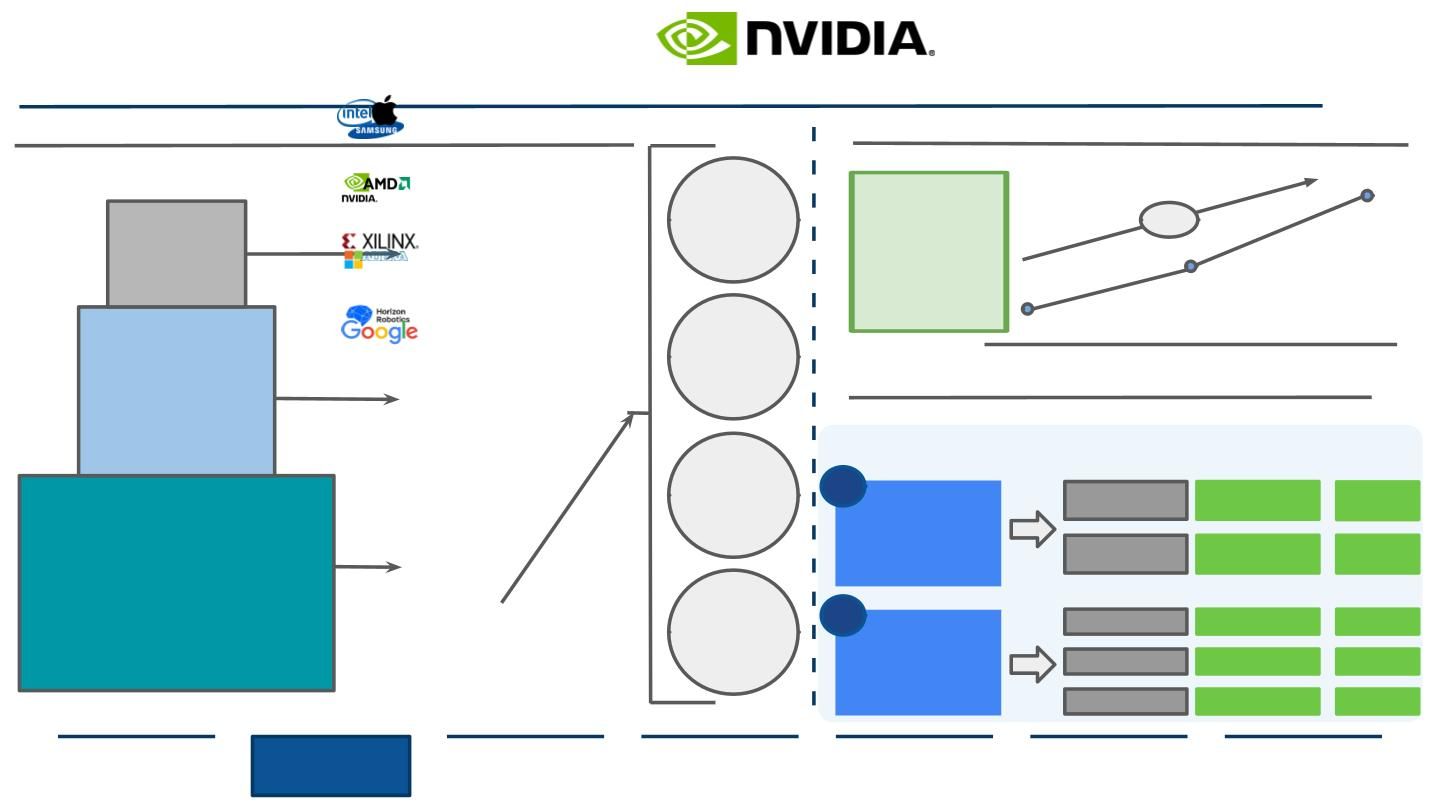 NVIDIA.
intel
SAMSUNG
NVIDIA.
AMD
XILINX
Horizon
Robotics
Google